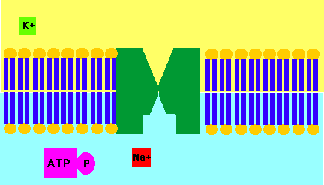 K+
ATP P
Na+